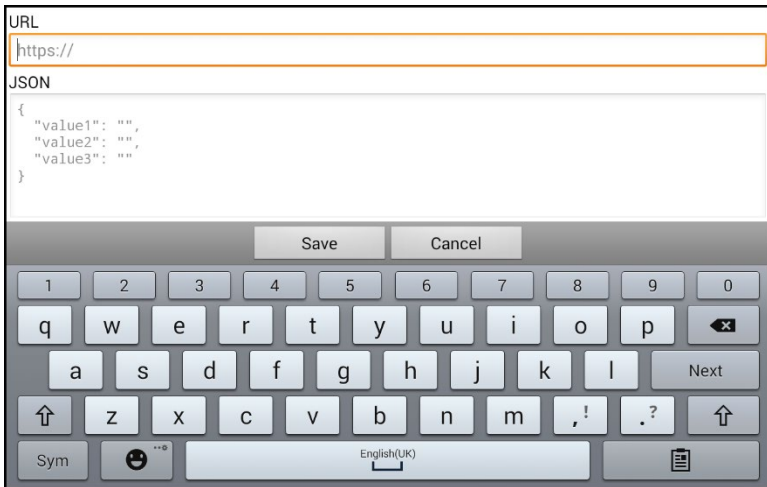 URL
https://
JSON
{
  "value1": "",
  "value2": "",
  "value3": ""
}
Save Cancel
1 2 3 4 5 6 7 8 9 0
q w e r t y u i o p
a s d f g h j k l Next
z x c v b n m , ! . ?
Sym English(UK)